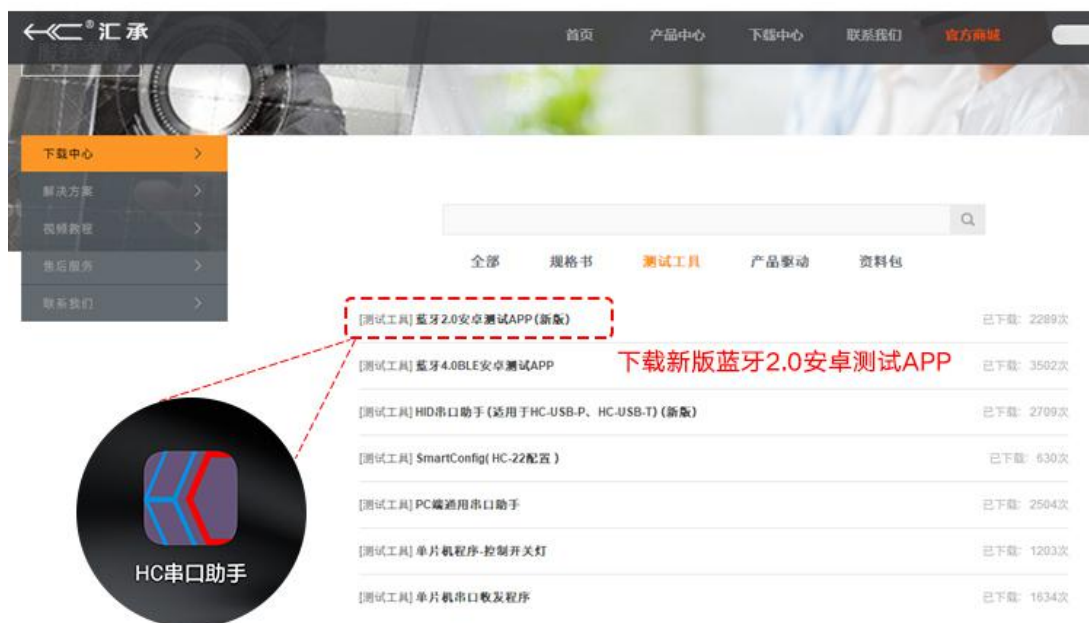 HC®汇承
首页 产品中心 下载中心 联系我们 官方商城
下载中心
解决方案
视频教程
售后服务
联系我们
全部 规格书 测试工具 产品驱动 资料包
[测试工具] 蓝牙2.0安卓测试APP(新版) 已下载: 2289次
下载新版蓝牙2.0安卓测试APP
[测试工具] 蓝牙4.0BLE安卓测试APP 已下载: 3502次
[测试工具] HID串口助手(适用于HC-USB-P、HC-USB-T)(新版) 已下载: 2709次
[测试工具] SmartConfig( HC-22配置 ) 已下载: 630次
[测试工具] PC端通用串口助手 已下载: 2504次
[测试工具] 单片机程序-控制开关灯 已下载: 1203次
[测试工具] 单片机串口收发程序 已下载: 1634次
HC串口助手